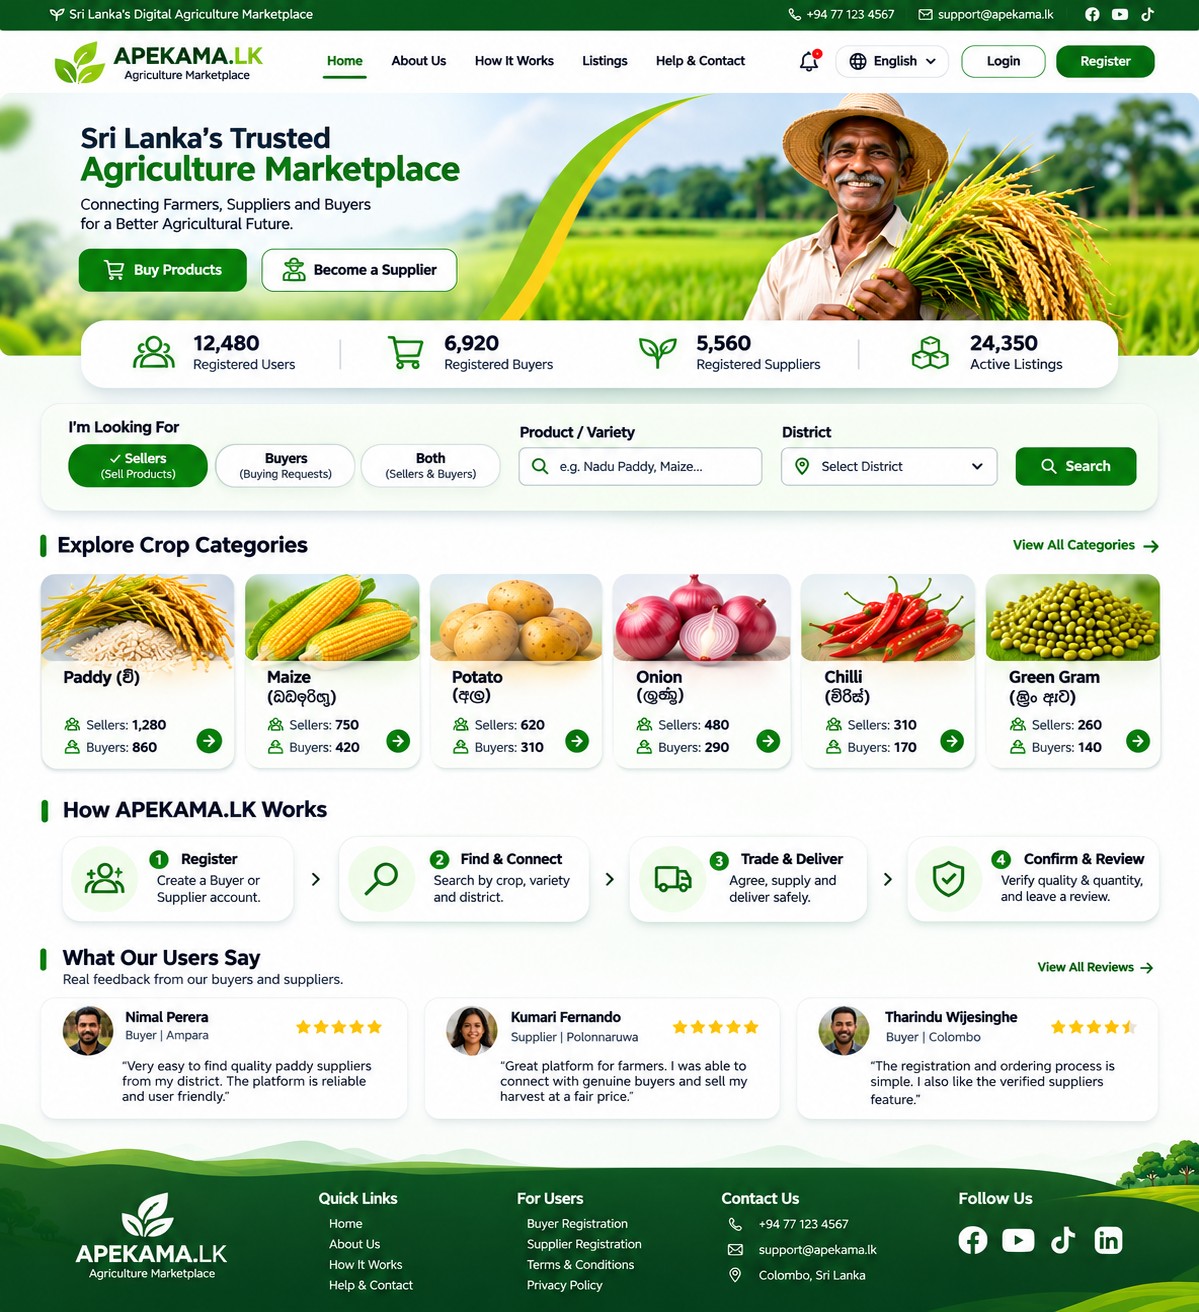 Sri Lanka's Digital Agriculture Marketplace
+94 77 123 4567
support@apekama.lk
APEKAMA.LK
Agriculture Marketplace
Home
About Us
How It Works
Listings
Help & Contact
English
Login
Register
Sri Lanka's Trusted
Agriculture Marketplace
Connecting Farmers, Suppliers and Buyers
for a Better Agricultural Future.
Buy Products
Become a Supplier
12,480
Registered Users
6,920
Registered Buyers
5,560
Registered Suppliers
24,350
Active Listings
I'm Looking For
Sellers
(Sell Products)
Buyers
(Buying Requests)
Both
(Sellers & Buyers)
Product / Variety
e.g. Nadu Paddy, Maize...
District
Select District
Search
Explore Crop Categories
View All Categories
Paddy (වී)
Sellers: 1,280
Buyers: 860
Maize
Sellers: 750
Buyers: 420
Potato
Sellers: 620
Buyers: 310
Onion
Sellers: 480
Buyers: 290
Chilli
(මිරිස්)
Sellers: 310
Buyers: 170
Green Gram
Sellers: 260
Buyers: 140
How APEKAMA.LK Works
1 Register
Create a Buyer or
Supplier account.
2 Find & Connect
Search by crop, variety
and district.
3 Trade & Deliver
Agree, supply and
deliver safely.
4 Confirm & Review
Verify quality & quantity,
and leave a review.
What Our Users Say
Real feedback from our buyers and suppliers.
View All Reviews
Nimal Perera
Buyer | Ampara
"Very easy to find quality paddy suppliers
from my district. The platform is reliable
and user friendly."
Kumari Fernando
Supplier | Polonnaruwa
"Great platform for farmers. I was able to
connect with genuine buyers and sell my
harvest at a fair price."
Tharindu Wijesinghe
Buyer | Colombo
"The registration and ordering process is
simple. I also like the verified suppliers
feature."
APEKAMA.LK
Agriculture Marketplace
Quick Links
Home
About Us
How It Works
Help & Contact
For Users
Buyer Registration
Supplier Registration
Terms & Conditions
Privacy Policy
Contact Us
+94 77 123 4567
support@apekama.lk
Colombo, Sri Lanka
Follow Us